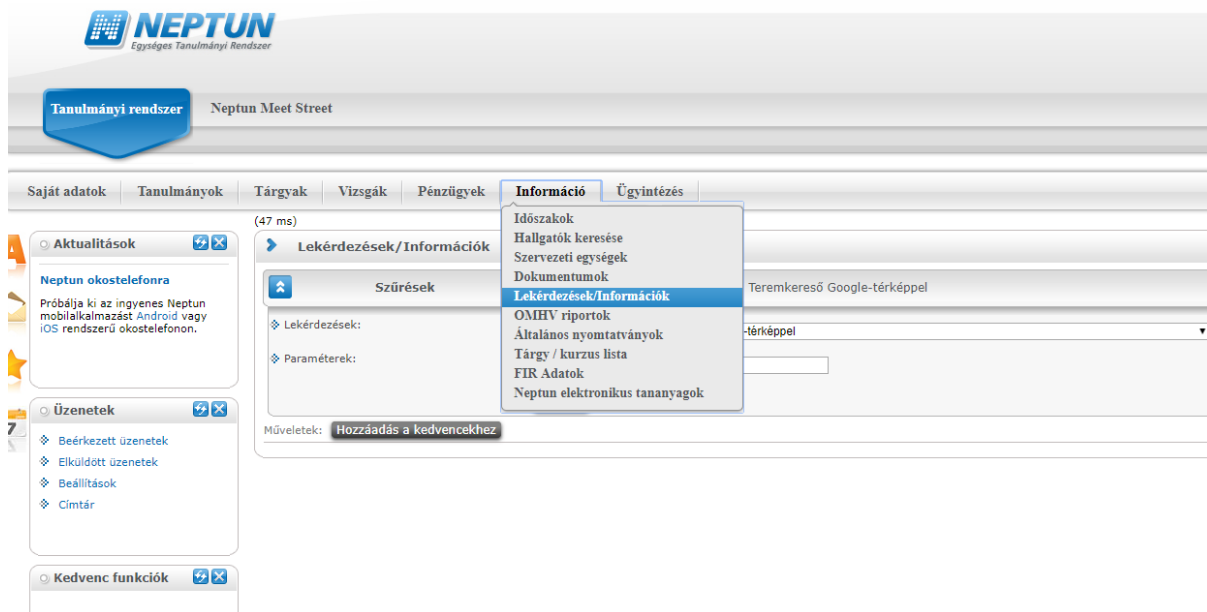 NEPTUN
Egységes Tanulmányi Rendszer
Tanulmányi rendszer
Neptun Meet Street
Saját adatok
Tanulmányok
Tárgyak
Vizsgák
Pénzügyek
Információ
Ügyintézés
Időszakok
Hallgatók keresése
Szervezeti egységek
Dokumentumok
Lekérdezések/Információk
OMHV riportok
Általános nyomtatványok
Tárgy / kurzus lista
FIR Adatok
Neptun elektronikus tananyagok
Aktualitások
Neptun okostelefonra
Próbálja ki az ingyenes Neptun
mobilalkalmazást Android vagy
iOS rendszerű okostelefonon.
Üzenetek
Beérkezett üzenetek
Elküldött üzenetek
Beállítások
Címtár
Kedvenc funkciók
(47 ms)
Lekérdezések/Információk
Szűrések
Teremkereső Google-térképpel
Lekérdezések:
-térképpel
Paraméterek:
Műveletek: Hozzáadás a kedvencekhez
7